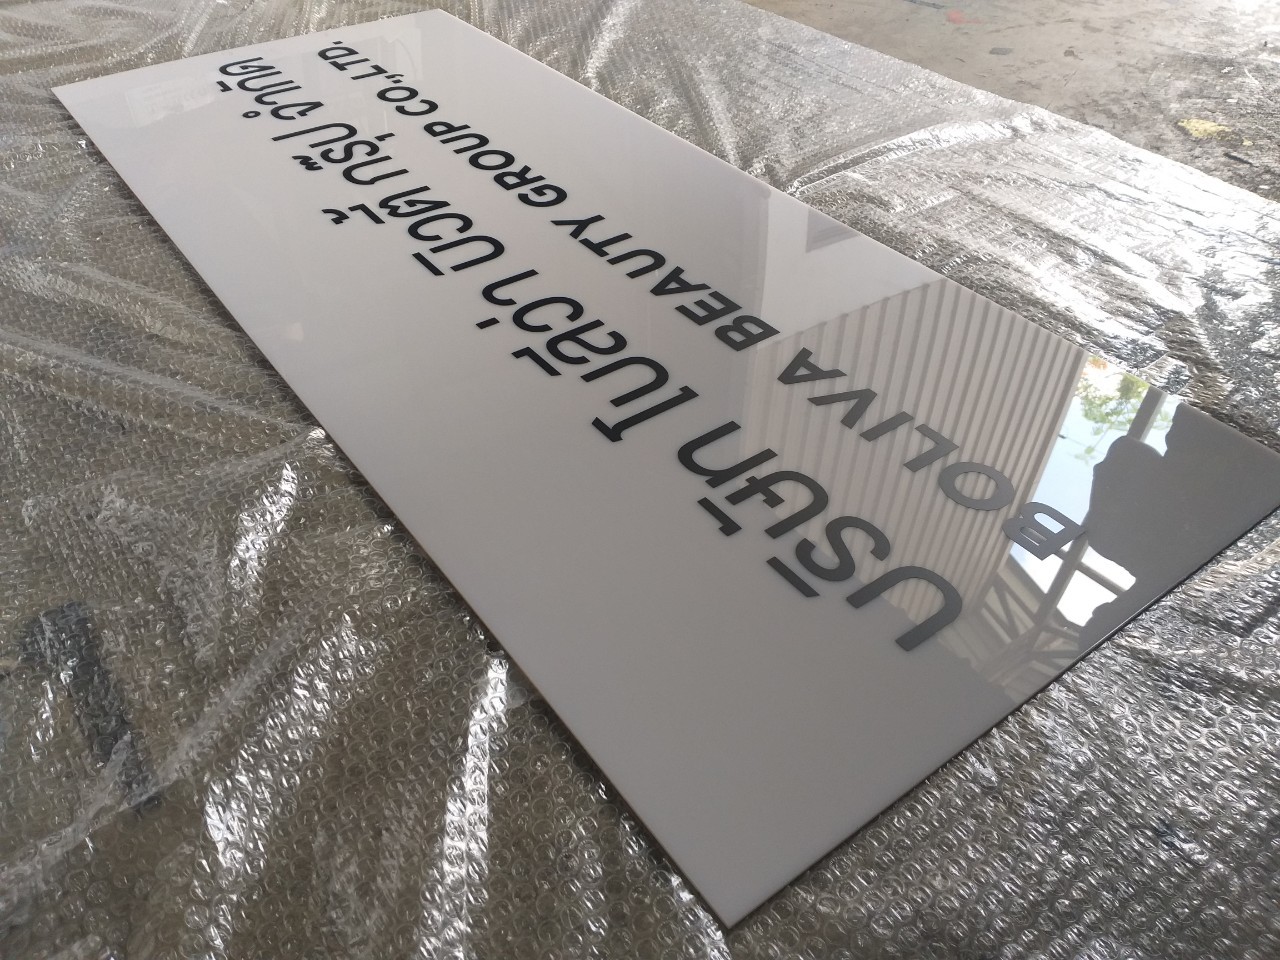 บริษัท โบลิว่า บิวตี้ กรุ๊ป จำกัด
BOLIVA BEAUTY GROUP CO.,LTD.